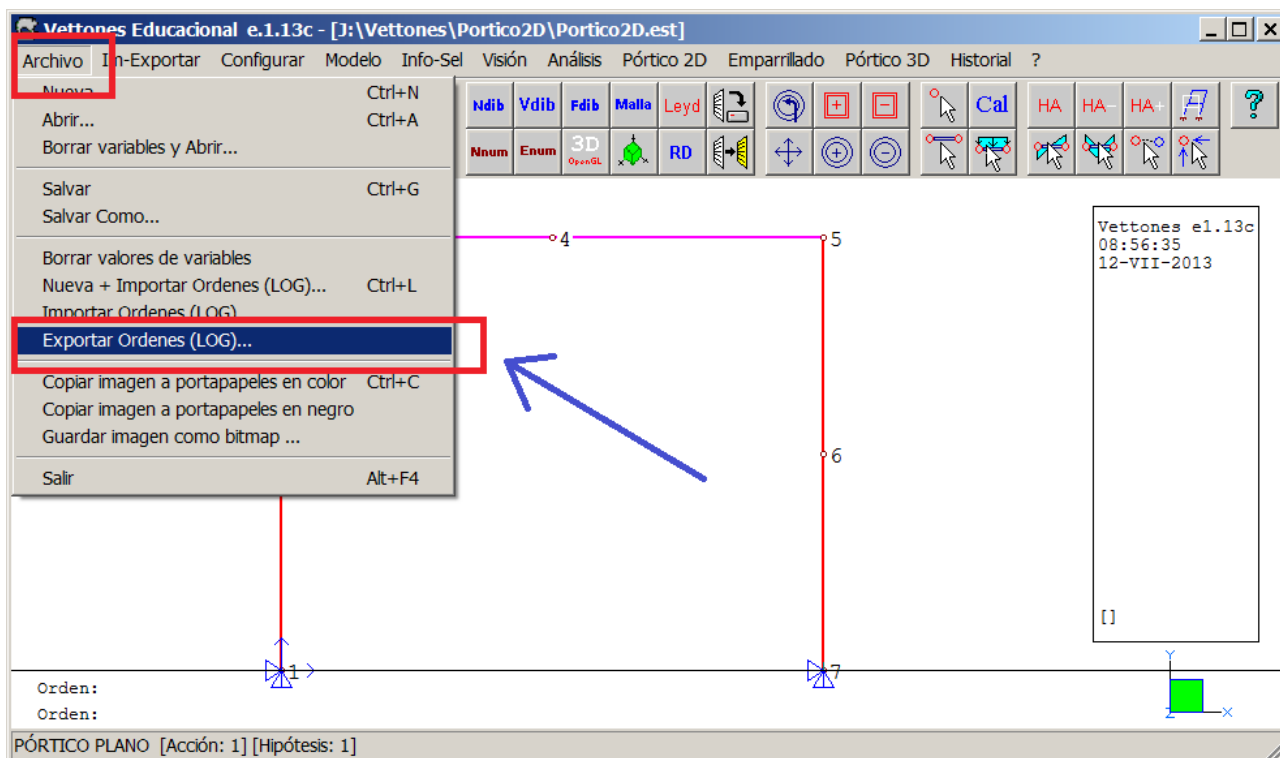 Vettones Educacional e.1.13c - [J:\Vettones\Portico2D\Portico2D.est]
Archivo Im-Exportar Configurar Modelo Info-Sel Visión Análisis Pórtico 2D Emparrillado Pórtico 3D Historial ?
Nueva Ctrl+N
Abrir... Ctrl+A
Borrar variables y Abrir...
Salvar Ctrl+G
Salvar Como...
Borrar valores de variables
Nueva + Importar Ordenes (LOG)... Ctrl+L
Importar Ordenes (LOG)
Exportar Ordenes (LOG)...
Copiar imagen a portapapeles en color Ctrl+C
Copiar imagen a portapapeles en negro
Guardar imagen como bitmap ...
Salir Alt+F4
Ndib Vdib Fdib Malla Leyd Cal HA HA- HA+ ?
Nnum Enum 3D OpenGL RD
4
5
6
1
7
Vettones e1.13c
08:56:35
12-VII-2013
[]
Y
Z X
Orden:
Orden:
PÓRTICO PLANO [Acción: 1] [Hipótesis: 1]